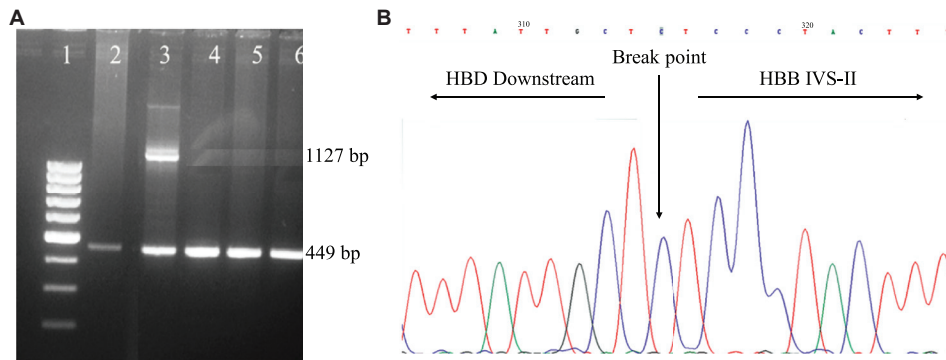 A
1 2 3 4 5 6
1127 bp
449 bp
B
310 320
T T T A T T G C T C T C C C T A C T T
Break point
HBD Downstream HBB IVS-II